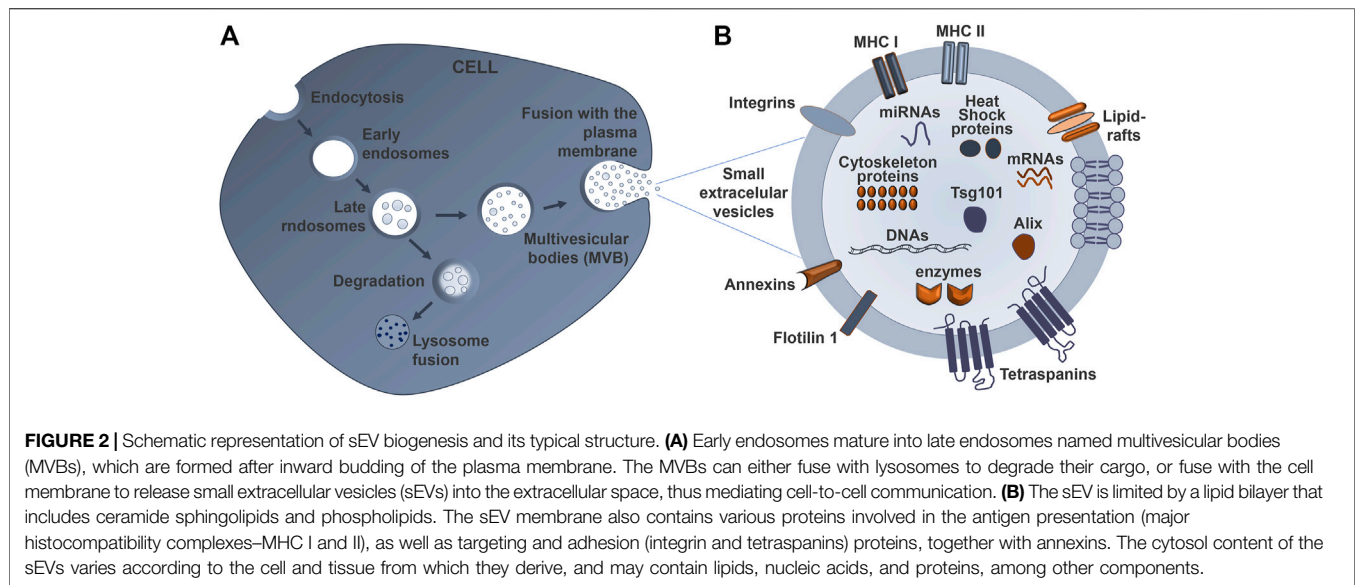 A
CELL
Endocytosis
Early
endosomes
Late
rndosomes
Degradation
Lysosome
fusion
Multivesicular
bodies (MVB)
Fusion with the
plasma
membrane
Small
extracellular
vesicles
B
MHC I
MHC II
Integrins
miRNAs
Heat
Shock
proteins
Lipid-
rafts
mRNAs
Cytoskeleton
proteins
Tsg101
Alix
DNAs
enzymes
Annexins
Flotilin 1
Tetraspanins
FIGURE 2 | Schematic representation of sEV biogenesis and its typical structure. (A) Early endosomes mature into late endosomes named multivesicular bodies
(MVBs), which are formed after inward budding of the plasma membrane. The MVBs can either fuse with lysosomes to degrade their cargo, or fuse with the cell
membrane to release small extracellular vesicles (sEVs) into the extracellular space, thus mediating cell-to-cell communication. (B) The sEV is limited by a lipid bilayer that
includes ceramide sphingolipids and phospholipids. The sEV membrane also contains various proteins involved in the antigen presentation (major
histocompatibility complexes–MHC I and II), as well as targeting and adhesion (integrin and tetraspanins) proteins, together with annexins. The cytosol content of the
sEVs varies according to the cell and tissue from which they derive, and may contain lipids, nucleic acids, and proteins, among other components.